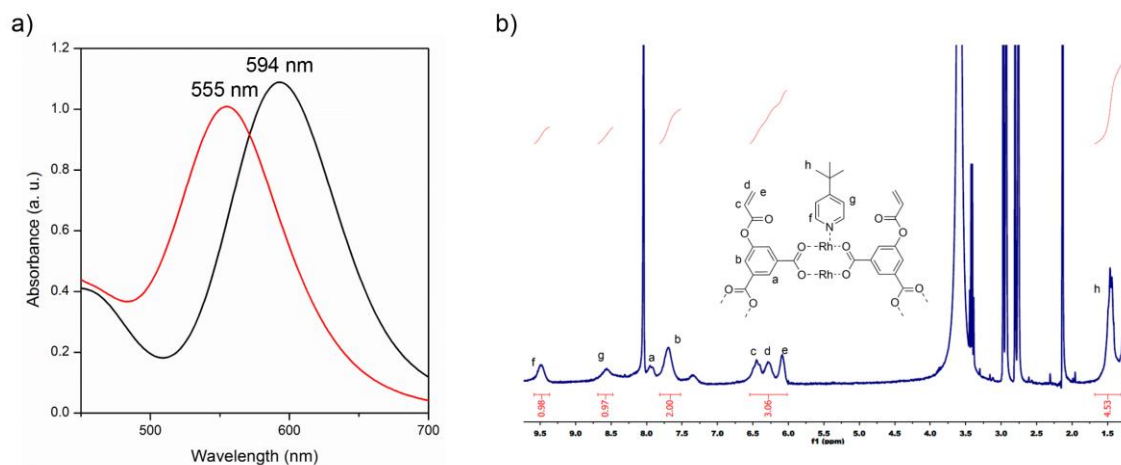 a)
594 nm
555 nm
1.2
1.0
0.8
0.6
0.4
0.2
0.0
500
600
700
Absorbance (a. u.)
Wavelength (nm)
b)
h
d
e
c
g
f
O
O
O
O
N
b
a
O
O
Rh
O
O
Rh
O
O
O
O
O
O
f
g
a
b
c
d
e
h
0.98
0.97
2.00
3.06
4.53
9.5 9.0 8.5 8.0 7.5 7.0 6.5 6.0 5.5 5.0 4.5 4.0 3.5 3.0 2.5 2.0 1.5
f1 (ppm)